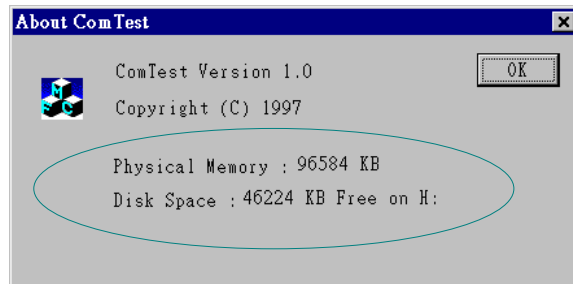 About ComTest
ComTest Version 1.0
OK
Copyright (C) 1997
MFC
Physical Memory : 96584 KB
Disk Space : 46224 KB Free on H: